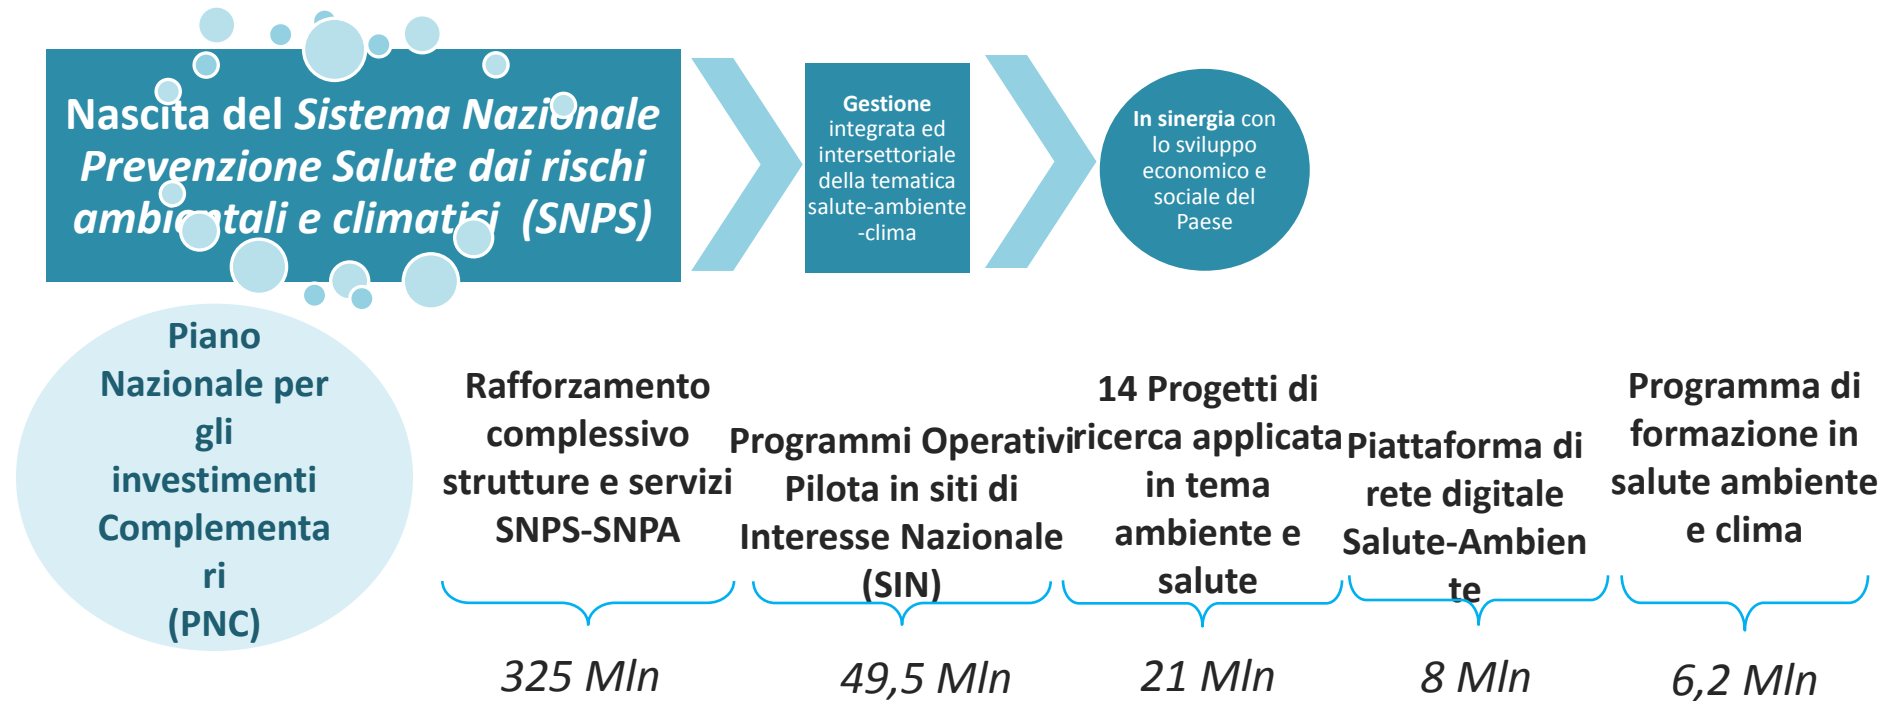 Nascita del Sistema Nazionale
Prevenzione Salute dai rischi
ambientali e climatici (SNPS)
Gestione
integrata ed
intersettoriale
della tematica
salute-ambiente
-clima
In sinergia con
lo sviluppo
economico e
sociale del
Paese
Piano
Nazionale per
gli
investimenti
Complementa
ri
(PNC)
Rafforzamento
complessivo
strutture e servizi
SNPS-SNPA
Programmi Operativi
Pilota in siti di
Interesse Nazionale
(SIN)
14 Progetti di
ricerca applicata
in tema
ambiente e
salute
Piattaforma di
rete digitale
Salute-Ambien
te
Programma di
formazione in
salute ambiente
e clima
325 Mln
49,5 Mln
21 Mln
8 Mln
6,2 Mln